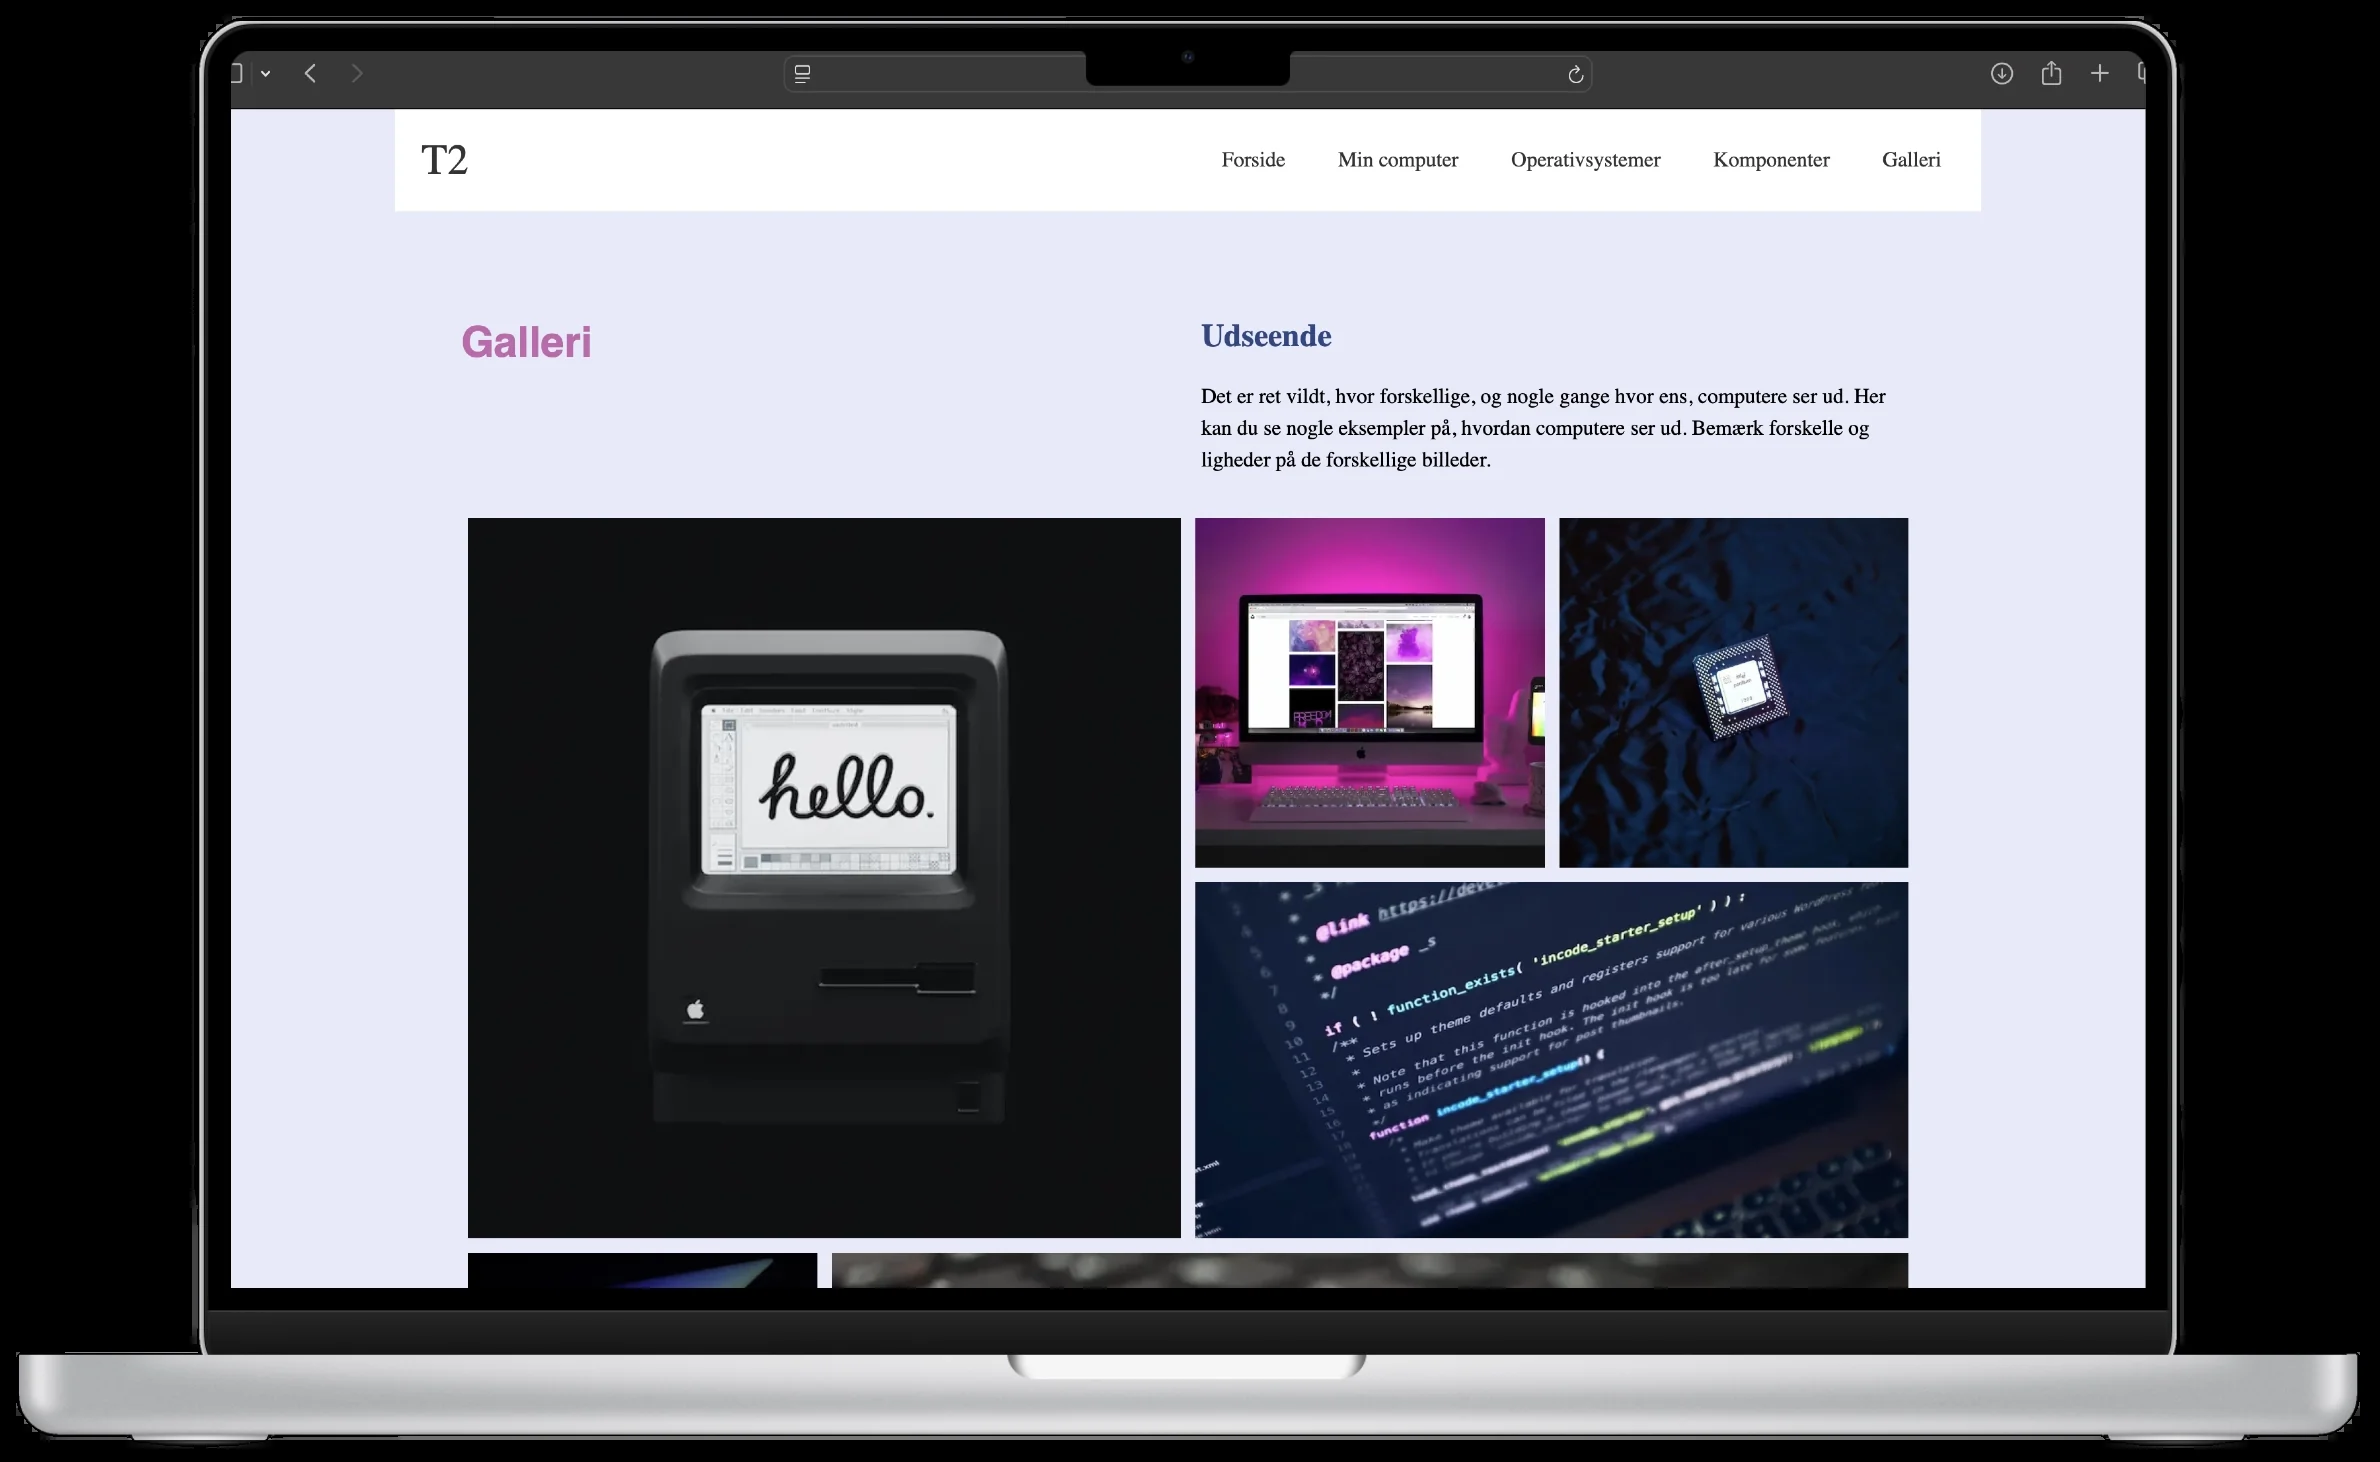 T2
Forside
Min computer
Operativsystemer
Komponenter
Galleri
Galleri
Udseende
Det er ret vildt, hvor forskellige, og nogle gange hvor ens, computere ser ud. Her
kan du se nogle eksempler på, hvordan computere ser ud. Bemærk forskelle og
ligheder på de forskellige billeder.
hello.
FREEDOM
* @link https://
* @package _s
*/
if ( ! function_exists( 'incode_starter_setup' ) ) :
/**
* Sets up theme defaults and registers support for various WordPress
*
* Note that this function is hooked into the after_setup_theme hook, which
* runs before the init hook. The init hook is too late for some features,
* as indicating support for post thumbnails.
*/
function incode_starter_setup() {